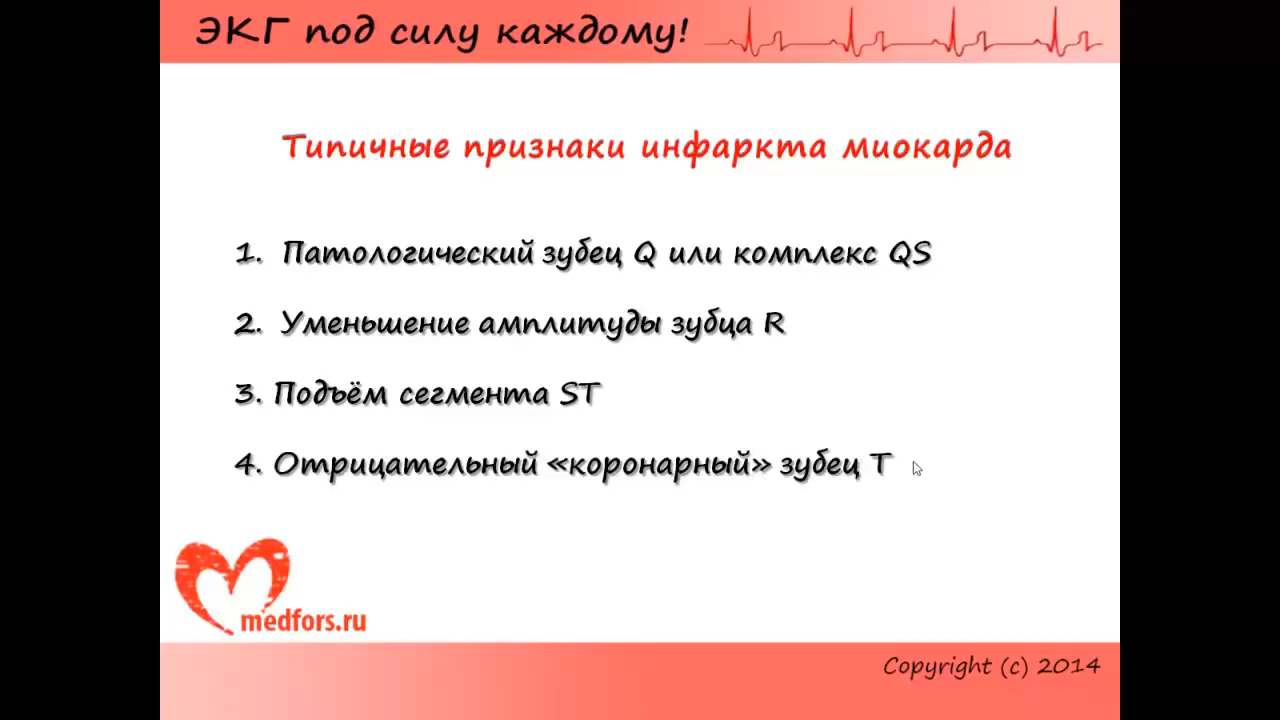 ЭКГ под силу каждому!
Типичные признаки инфаркта миокарда
1. Патологический зубец Q или комплекс QS
2. Уменьшение амплитуды зубца R
3. Подъём сегмента ST
4. Отрицательный «коронарный» зубец T
medfors.ru
Copyright (c) 2014